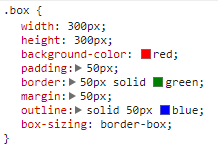 .box {
width: 300px;
height: 300px;
background-color: red;
padding: 50px;
border: 50px solid green;
margin: 50px;
outline: solid 50px blue;
box-sizing: border-box;
}